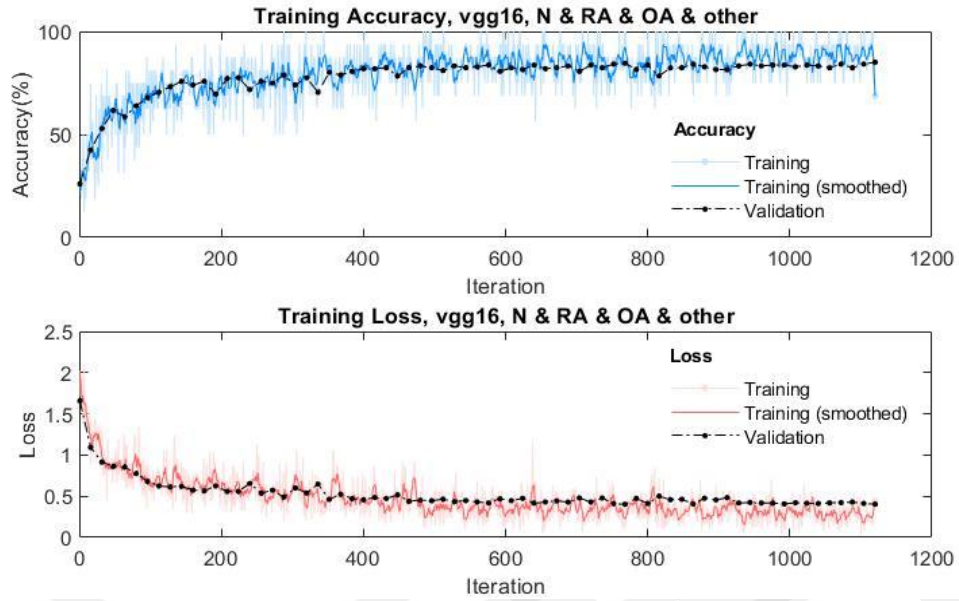 Training Accuracy, vgg16, N & RA & OA & other
100
50
0
Accuracy(%)
Accuracy
Training
Training (smoothed)
Validation
0 200 400 600 800 1000 1200
Iteration
Training Loss, vgg16, N & RA & OA & other
2.5
2
1.5
1
0.5
0
Loss
Loss
Training
Training (smoothed)
Validation
0 200 400 600 800 1000 1200
Iteration